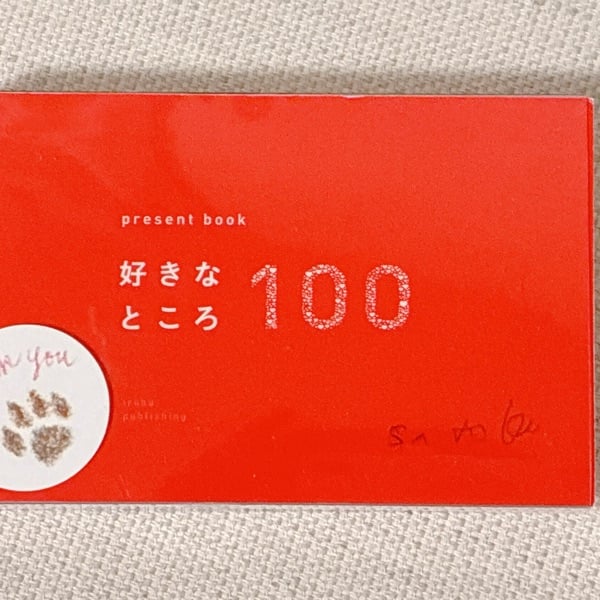 present book
好きな
ところ 100
you
iroha
publishing